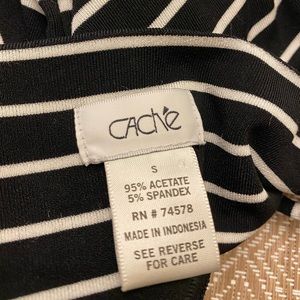 Caché
S
95% ACETATE
5% SPANDEX
RN # 74578
MADE IN INDONESIA
SEE REVERSE
FOR CARE